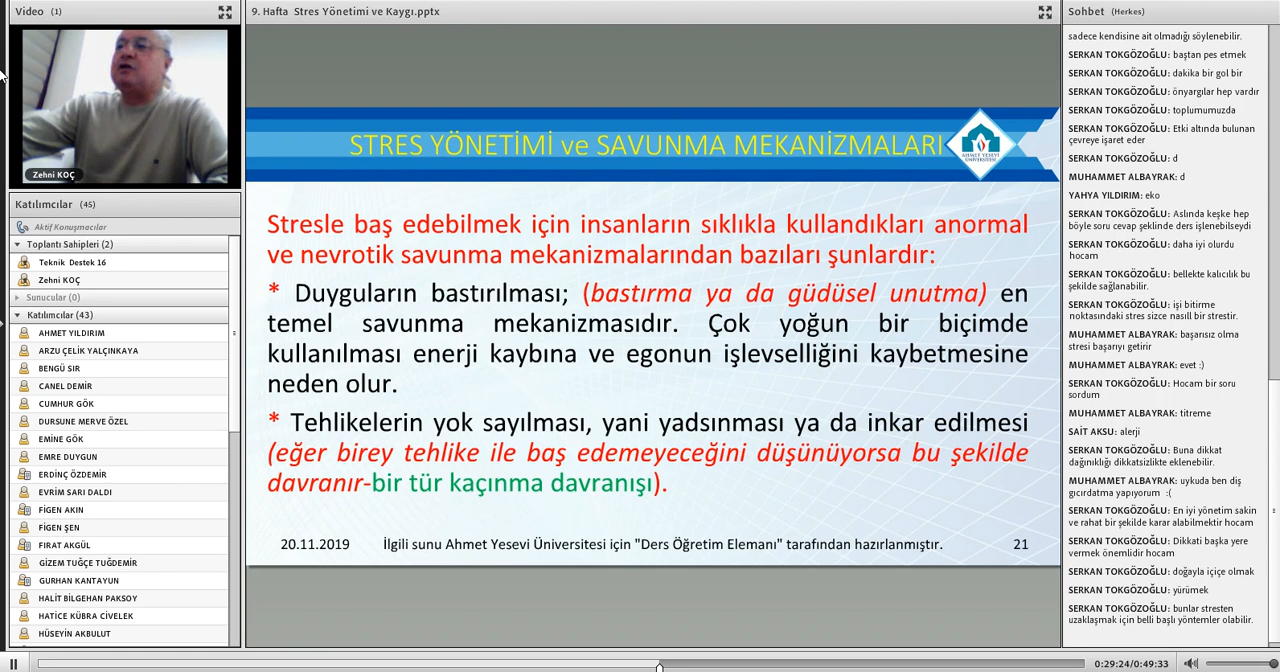 Video (1)
Zehni KOÇ
Katılımcılar (45)
Aktif Konuşmacılar
Toplantı Sahipleri (2)
Teknik Destek 16
Zehni KOÇ
Sunucular (0)
Katılımcılar (43)
AHMET YILDIRIM
ARZU ÇELİK YALÇINKAYA
BENGÜ SIR
CANEL DEMİR
CUMHUR GÖK
DURSUNE MERVE ÖZEL
EMİNE GÖK
EMRE DUYGUN
ERDİNÇ ÖZDEMİR
EVRİM SARI DALDI
FİGEN AKIN
FİGEN ŞEN
FIRAT AKGÜL
GİZEM TUĞÇE TUĞDEMİR
GURHAN KANTAYUN
HALİT BİLGEHAN PAKSOY
HATİCE KÜBRA CİVELEK
HÜSEYİN AKBULUT
9. Hafta Stres Yönetimi ve Kaygı.pptx
STRES YÖNETİMİ ve SAVUNMA MEKANİZMALARI
AHMET YESEVİ
ÜNİVERSİTESİ
Stresle baş edebilmek için insanların sıklıkla kullandıkları anormal
ve nevrotik savunma mekanizmalarından bazıları şunlardır:
* Duyguların bastırılması; (bastırma ya da güdüsel unutma) en
temel savunma mekanizmasıdır. Çok yoğun bir biçimde
kullanılması enerji kaybına ve egonun işlevselliğini kaybetmesine
neden olur.
* Tehlikelerin yok sayılması, yani yadsınması ya da inkar edilmesi
(eğer birey tehlike ile baş edemeyeceğini düşünüyorsa bu şekilde
davranır-bir tür kaçınma davranışı).
20.11.2019 İlgili sunu Ahmet Yesevi Üniversitesi için "Ders Öğretim Elemanı" tarafından hazırlanmıştır. 21
Sohbet (Herkes)
sadece kendisine ait olmadığı söylenebilir.
SERKAN TOKGÖZOĞLU: baştan pes etmek
SERKAN TOKGÖZOĞLU: dakika bir gol bir
SERKAN TOKGÖZOĞLU: önyargılar hep vardır
SERKAN TOKGÖZOĞLU: toplumumuzda
SERKAN TOKGÖZOĞLU: Etki altında bulunan
çevreye işaret eder
SERKAN TOKGÖZOĞLU: d
MUHAMMET ALBAYRAK: d
YAHYA YILDIRIM: eko
SERKAN TOKGÖZOĞLU: Aslında keşke hep
böyle soru cevap şeklinde ders işlenebilseydi
SERKAN TOKGÖZOĞLU: daha iyi olurdu
hocam
SERKAN TOKGÖZOĞLU: bellekte kalıcılık bu
şekilde sağlanabilir.
SERKAN TOKGÖZOĞLU: işi bitirme
noktasındaki stres sizce nasıll bir strestir.
MUHAMMET ALBAYRAK: başarısız olma
stresi başarıyı getirir
MUHAMMET ALBAYRAK: evet :)
SERKAN TOKGÖZOĞLU: Hocam bir soru
sordum
MUHAMMET ALBAYRAK: titreme
SAİT AKSU: alerji
SERKAN TOKGÖZOĞLU: Buna dikkat
dağınıklığı dikkatsizlikte eklenebilir.
MUHAMMET ALBAYRAK: uykuda ben diş
gıcırdatma yapıyorum :(
SERKAN TOKGÖZOĞLU: En iyi yönetim sakin
ve rahat bir şekilde karar alabilmektir hocam
SERKAN TOKGÖZOĞLU: Dikkati başka yere
vermek önemlidir hocam
SERKAN TOKGÖZOĞLU: doğayla içiçe olmak
SERKAN TOKGÖZOĞLU: yürümek
SERKAN TOKGÖZOĞLU: bunlar stresten
uzaklaşmak için belli başlı yöntemler olabilir.
0:29:24/0:49:33